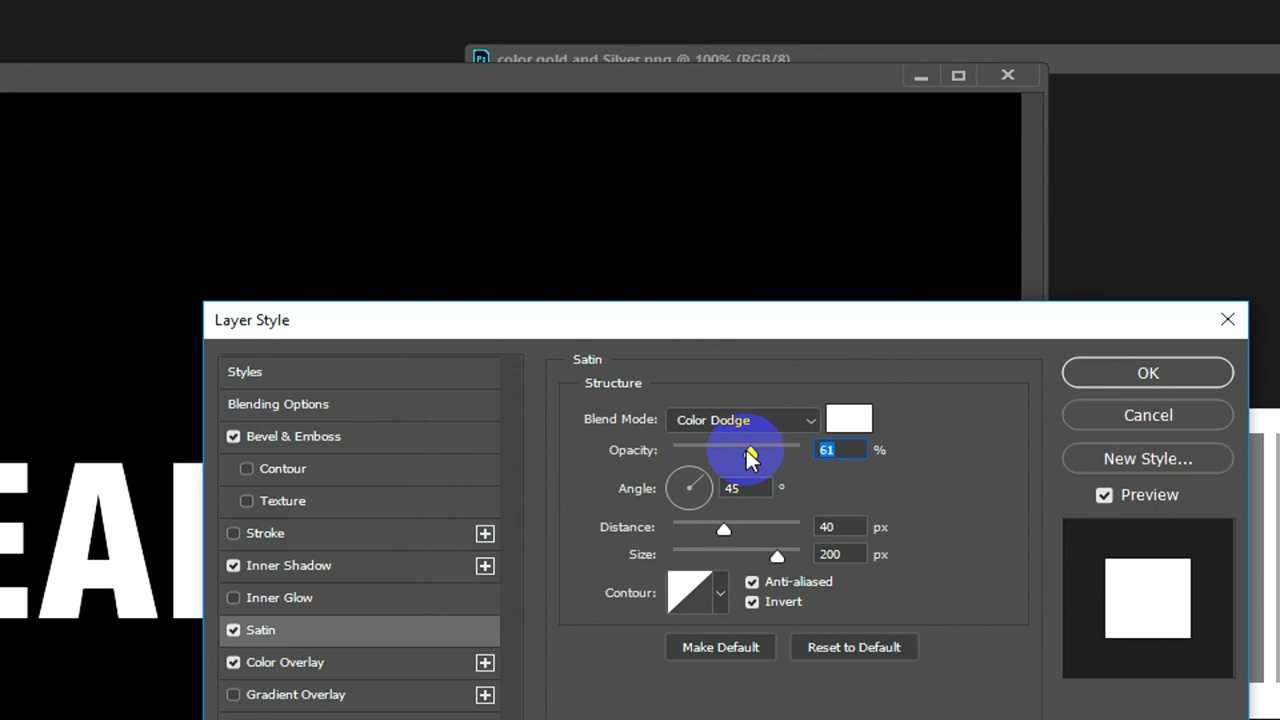 Ps color gold and Silver.png @ 100% (RGB/8)
Layer Style
Styles
Blending Options
Bevel & Emboss
Contour
Texture
Stroke
Inner Shadow
Inner Glow
Satin
Color Overlay
Gradient Overlay
Satin
Structure
Blend Mode: Color Dodge
Opacity: 61 %
Angle: 45 °
Distance: 40 px
Size: 200 px
Contour:
Anti-aliased
Invert
Make Default Reset to Default
OK
Cancel
New Style...
Preview
EA